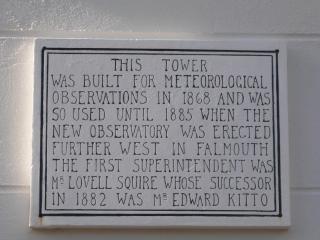 THIS TOWER
WAS BUILT FOR METEOROLOGICAL
OBSERVATIONS IN 1868 AND WAS
SO USED UNTIL 1885 WHEN THE
NEW OBSERVATORY WAS ERECTED
FURTHER WEST IN FALMOUTH
THE FIRST SUPERINTENDENT WAS
MR LOVELL SQUIRE WHOSE SUCCESSOR
IN 1882 WAS MR EDWARD KITTO